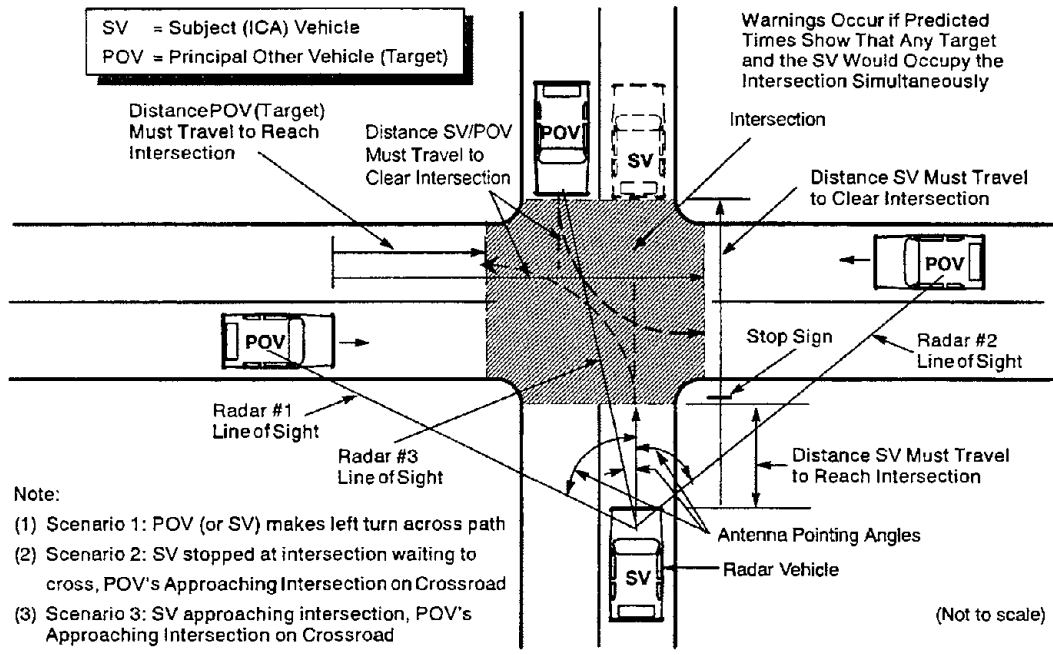 SV = Subject (ICA) Vehicle
POV = Principal Other Vehicle (Target)
Warnings Occur if Predicted
Times Show That Any Target
and the SV Would Occupy the
Intersection Simultaneously
DistancePOV(Target)
Must Travel to Reach
Intersection
Distance SV/POV
Must Travel to
Clear Intersection
POV
SV
Intersection
Distance SV Must Travel
to Clear Intersection
POV
POV
Stop Sign
Radar #2
Line of Sight
Radar #1
Line of Sight
Radar #3
Line of Sight
Distance SV Must Travel
to Reach Intersection
Antenna Pointing Angles
SV
Radar Vehicle
Note:
(1) Scenario 1: POV (or SV) makes left turn across path
(2) Scenario 2: SV stopped at intersection waiting to
cross, POV's Approaching Intersection on Crossroad
(3) Scenario 3: SV approaching intersection, POV's
Approaching Intersection on Crossroad
(Not to scale)